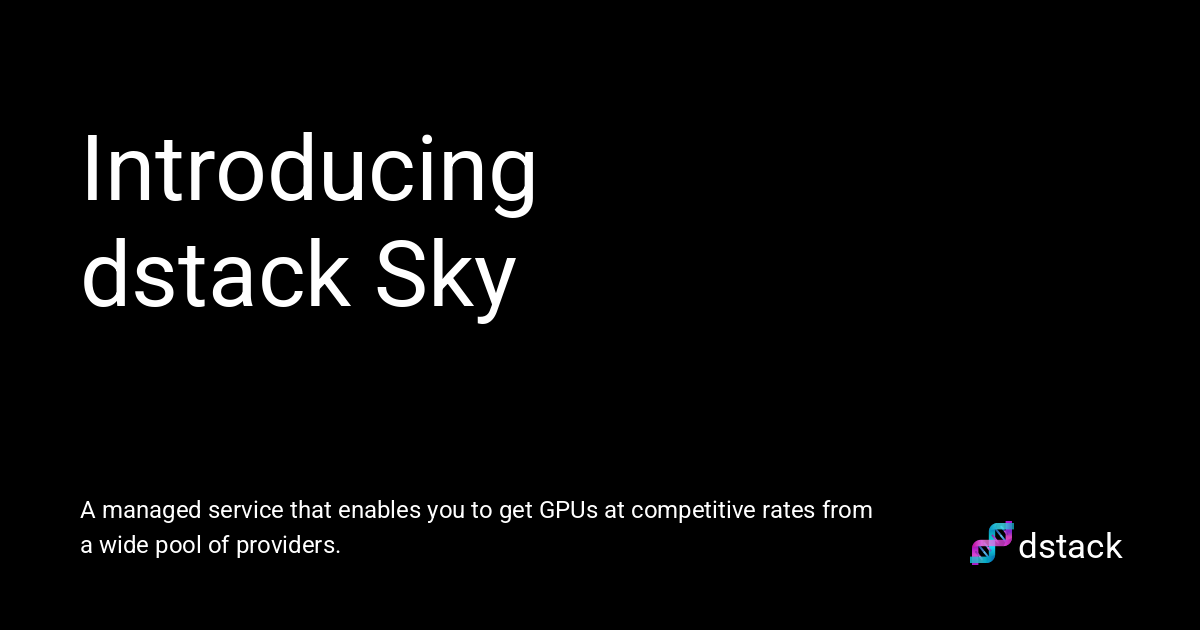 Introducing
dstack Sky
A managed service that enables you to get GPUs at competitive rates from
a wide pool of providers.
dstack